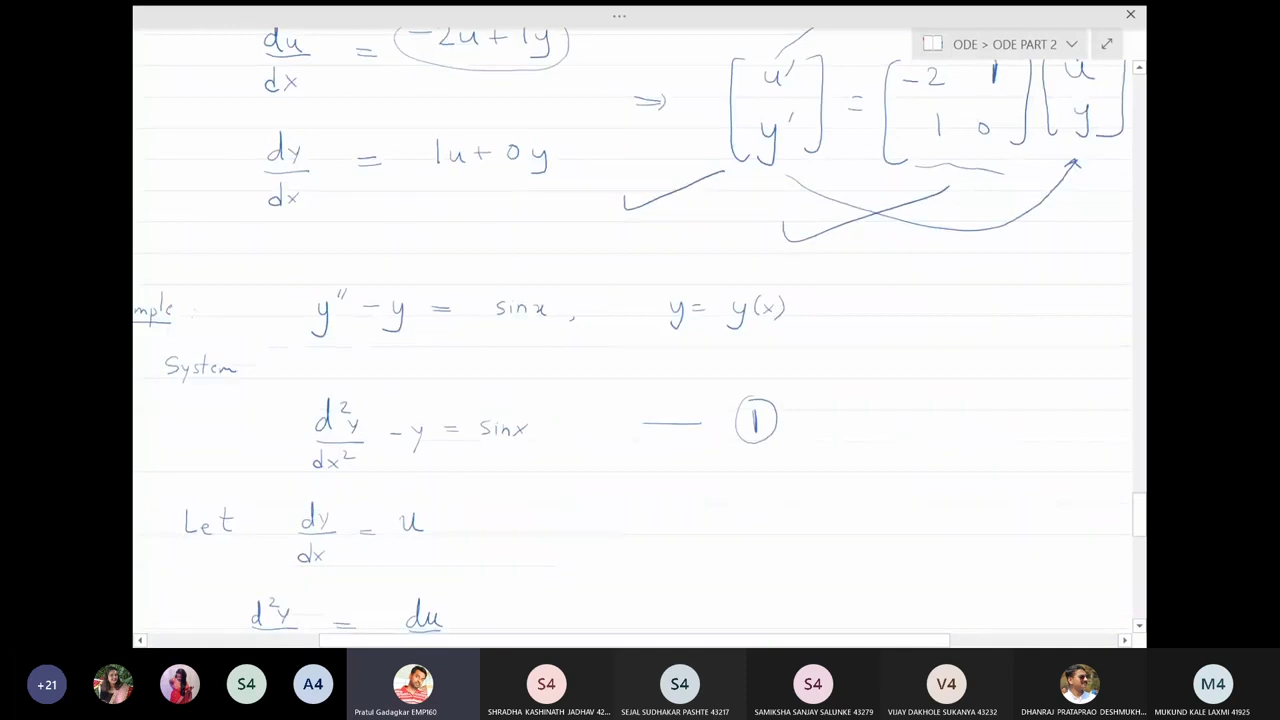 ODE > ODE PART 2
du/dx = -2u + 1y
⇒ [u' y'] = [-2 1 1 0] [u y]
dy/dx = 1u + 0y
mple : y'' - y = sinx , y = y(x)
System
d²y/dx² - y = sinx —— ①
Let dy/dx = u
d²y = du
+21
S4
A4
S4
S4
S4
V4
M4
Pratul Gadagkar EMP160
SHRADHA KASHINATH JADHAV 42...
SEJAL SUDHAKAR PASHTE 43217
SAMIKSHA SANJAY SALUNKE 43279
VIJAY DAKHOLE SUKANYA 43232
DHANRAJ PRATAPRAO DESHMUKH...
MUKUND KALE LAXMI 41925